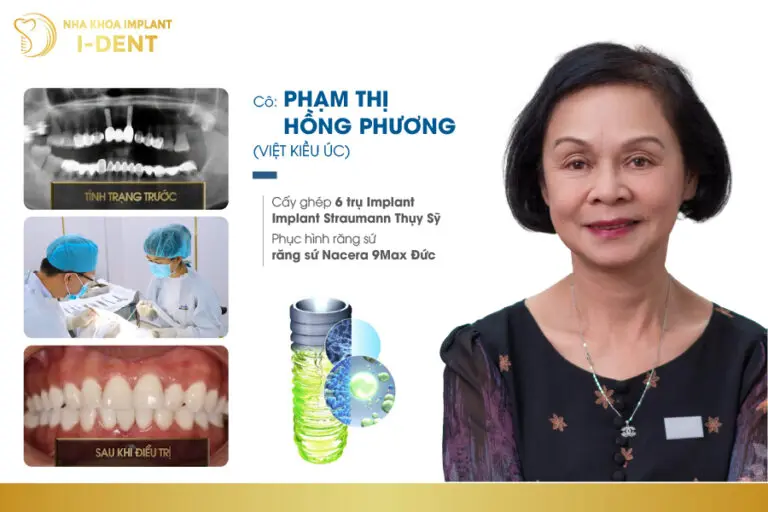 NHA KHOA IMPLANT
I-DENT
Cô: PHẠM THỊ
HỒNG PHƯƠNG
(VIỆT KIỀU ÚC)
Cấy ghép 6 trụ Implant
Implant Straumann Thụy Sỹ
Phục hình răng sứ
răng sứ Nacera 9Max Đức
TÌNH TRẠNG TRƯỚC
SAU KHI ĐIỀU TRỊ